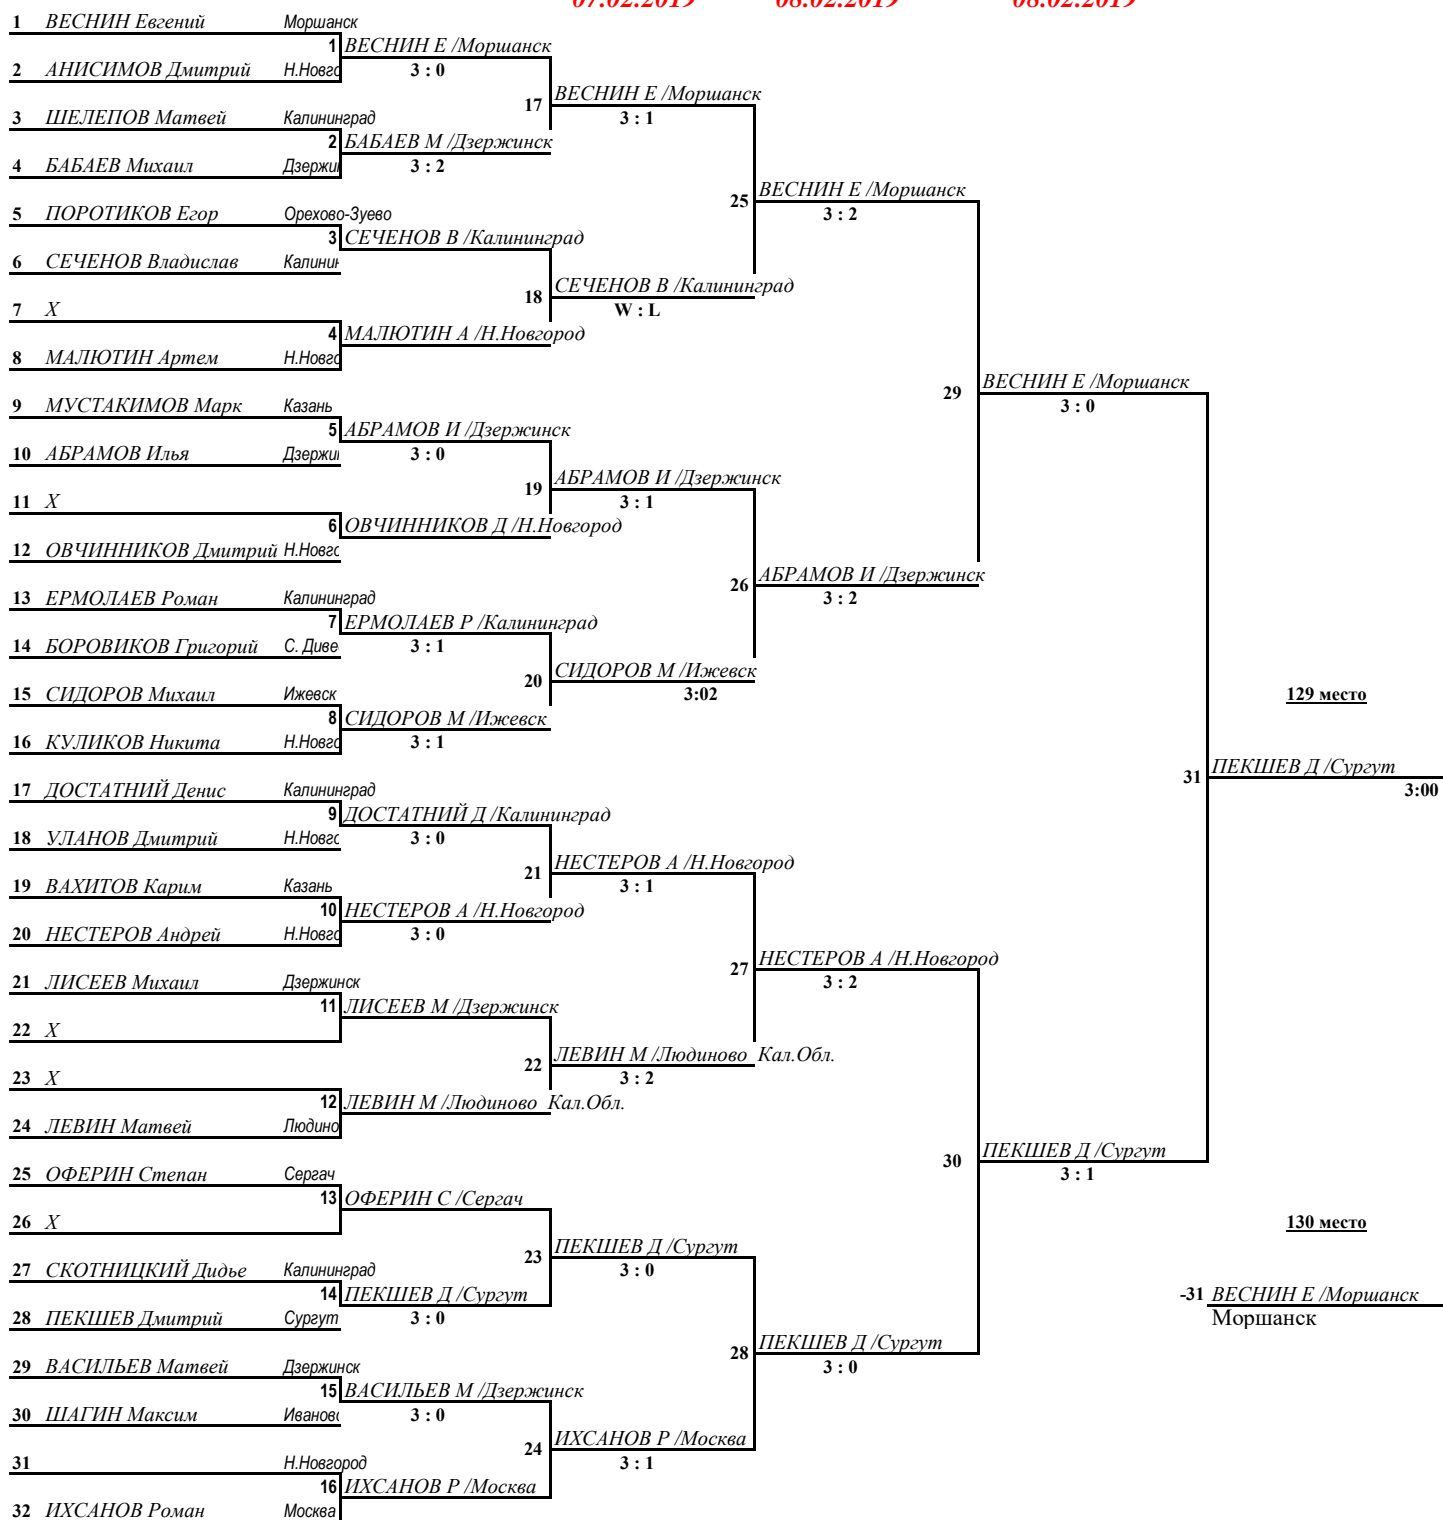 07.02.2019 08.02.2019 08.02.2019
1 ВЕСНИН Евгений Моршанск
1 ВЕСНИН Е /Моршанск
2 АНИСИМОВ Дмитрий Н.Новго 3 : 0
17 ВЕСНИН Е /Моршанск
3 ШЕЛЕПОВ Матвей Калининград 3 : 1
2 БАБАЕВ М /Дзержинск
4 БАБАЕВ Михаил Дзержи 3 : 2
25 ВЕСНИН Е /Моршанск
5 ПОРОТИКОВ Егор Орехово-Зуево 3 : 2
3 СЕЧЕНОВ В /Калининград
6 СЕЧЕНОВ Владислав Калинин
18 СЕЧЕНОВ В /Калининград
7 X W : L
4 МАЛЮТИН А /Н.Новгород
8 МАЛЮТИН Артем Н.Новго
29 ВЕСНИН Е /Моршанск
9 МУСТАКИМОВ Марк Казань 3 : 0
5 АБРАМОВ И /Дзержинск
10 АБРАМОВ Илья Дзержи 3 : 0
19 АБРАМОВ И /Дзержинск
11 X 3 : 1
6 ОВЧИННИКОВ Д /Н.Новгород
12 ОВЧИННИКОВ Дмитрий Н.Новго
26 АБРАМОВ И /Дзержинск
13 ЕРМОЛАЕВ Роман Калининград 3 : 2
7 ЕРМОЛАЕВ Р /Калининград
14 БОРОВИКОВ Григорий С. Диве 3 : 1
20 СИДОРОВ М /Ижевск
15 СИДОРОВ Михаил Ижевск 3:02 129 место
8 СИДОРОВ М /Ижевск
16 КУЛИКОВ Никита Н.Новго 3 : 1
31 ПЕКШЕВ Д /Сургут
17 ДОСТАТНИЙ Денис Калининград 3:00
9 ДОСТАТНИЙ Д /Калининград
18 УЛАНОВ Дмитрий Н.Новго 3 : 0
21 НЕСТЕРОВ А /Н.Новгород
19 ВАХИТОВ Карим Казань 3 : 1
10 НЕСТЕРОВ А /Н.Новгород
20 НЕСТЕРОВ Андрей Н.Новго 3 : 0
27 НЕСТЕРОВ А /Н.Новгород
21 ЛИСЕЕВ Михаил Дзержинск 3 : 2
11 ЛИСЕЕВ М /Дзержинск
22 X
22 ЛЕВИН М /Людиново Кал.Обл.
23 X 3 : 2
12 ЛЕВИН М /Людиново Кал.Обл.
24 ЛЕВИН Матвей Людино
30 ПЕКШЕВ Д /Сургут
25 ОФЕРИН Степан Сергач 3 : 1
13 ОФЕРИН С /Сергач
26 X 130 место
23 ПЕКШЕВ Д /Сургут
27 СКОТНИЦКИЙ Дидье Калининград 3 : 0
14 ПЕКШЕВ Д /Сургут -31 ВЕСНИН Е /Моршанск
28 ПЕКШЕВ Дмитрий Сургут 3 : 0 Моршанск
28 ПЕКШЕВ Д /Сургут
29 ВАСИЛЬЕВ Матвей Дзержинск 3 : 0
15 ВАСИЛЬЕВ М /Дзержинск
30 ШАГИН Максим Иваново 3 : 0
24 ИХСАНОВ Р /Москва
31 Н.Новгород 3 : 1
16 ИХСАНОВ Р /Москва
32 ИХСАНОВ Роман Москва